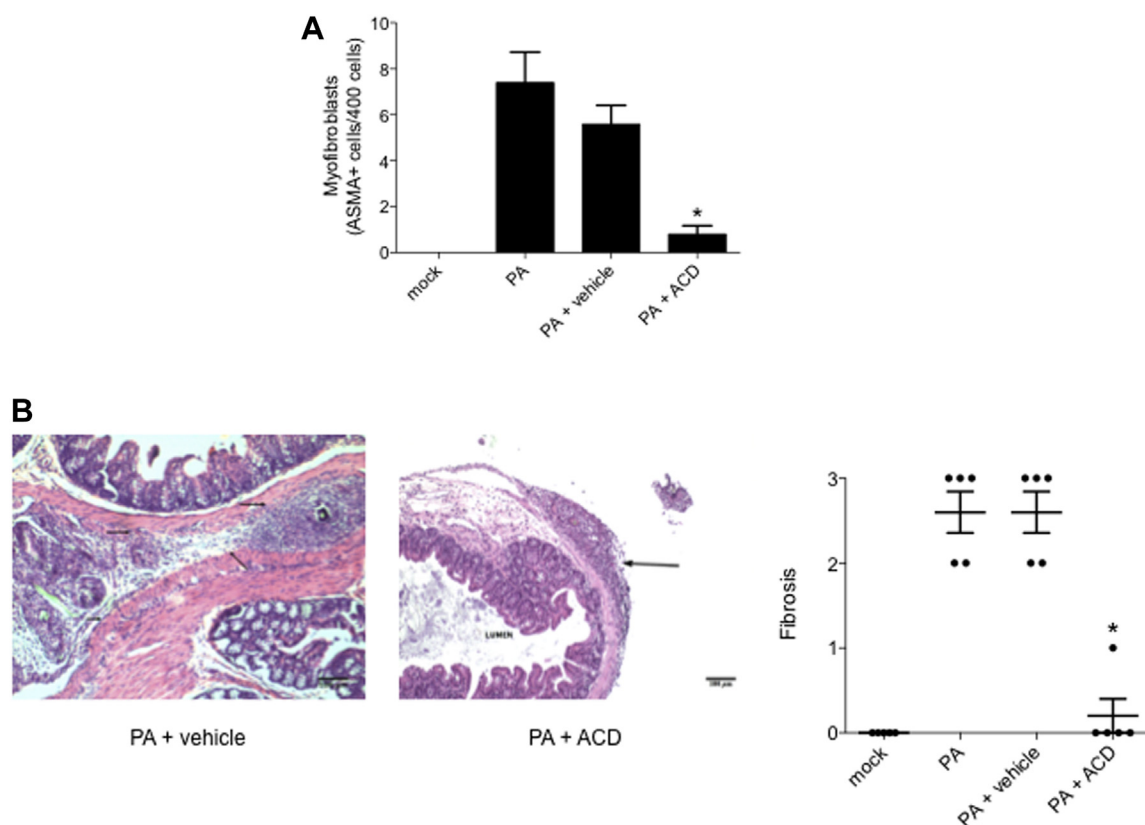 A
Myofibroblasts
(ASMA+ cells/400 cells)
10
8
6
4
2
0
mock
PA
PA + vehicle
PA + ACD
*
B
LUMEN
PA + vehicle
PA + ACD
Fibrosis
3
2
1
0
mock
PA
PA + vehicle
PA + ACD
*